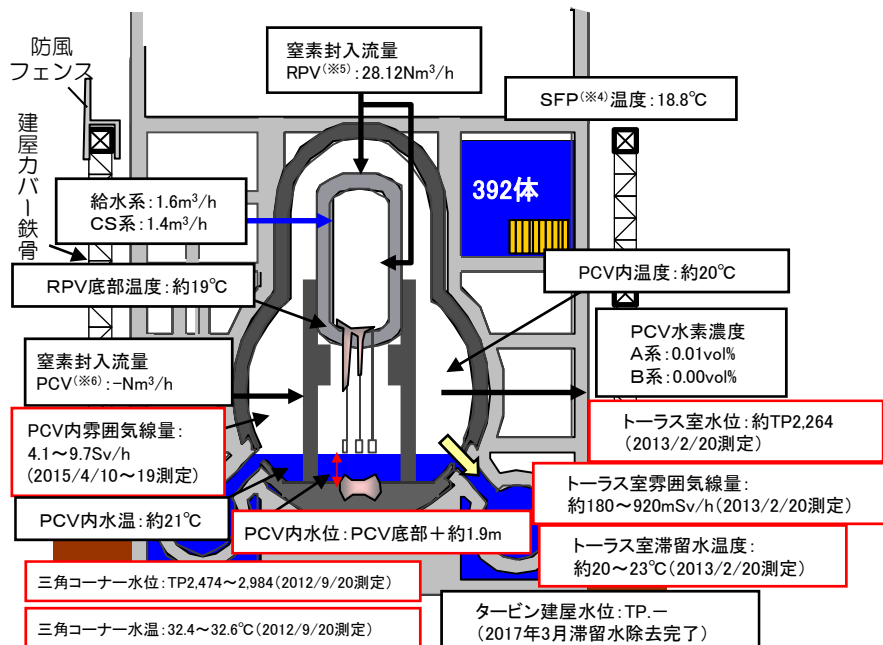 防風
フェンス
建屋カバー鉄骨
窒素封入流量
RPV(※5):28.12Nm³/h
SFP(※4)温度:18.8℃
392体
給水系:1.6m³/h
CS系:1.4m³/h
RPV底部温度:約19℃
PCV内温度:約20℃
窒素封入流量
PCV(※6):-Nm³/h
PCV水素濃度
A系:0.01vol%
B系:0.00vol%
PCV内雰囲気線量:
4.1~9.7Sv/h
(2015/4/10~19測定)
トーラス室水位:約TP2,264
(2013/2/20測定)
トーラス室雰囲気線量:
約180~920mSv/h(2013/2/20測定)
PCV内水温:約21℃
PCV内水位:PCV底部+約1.9m
トーラス室滞留水温度:
約20~23℃(2013/2/20測定)
三角コーナー水位:TP2,474~2,984(2012/9/20測定)
三角コーナー水温:32.4~32.6℃(2012/9/20測定)
タービン建屋水位:TP.-
(2017年3月滞留水除去完了)